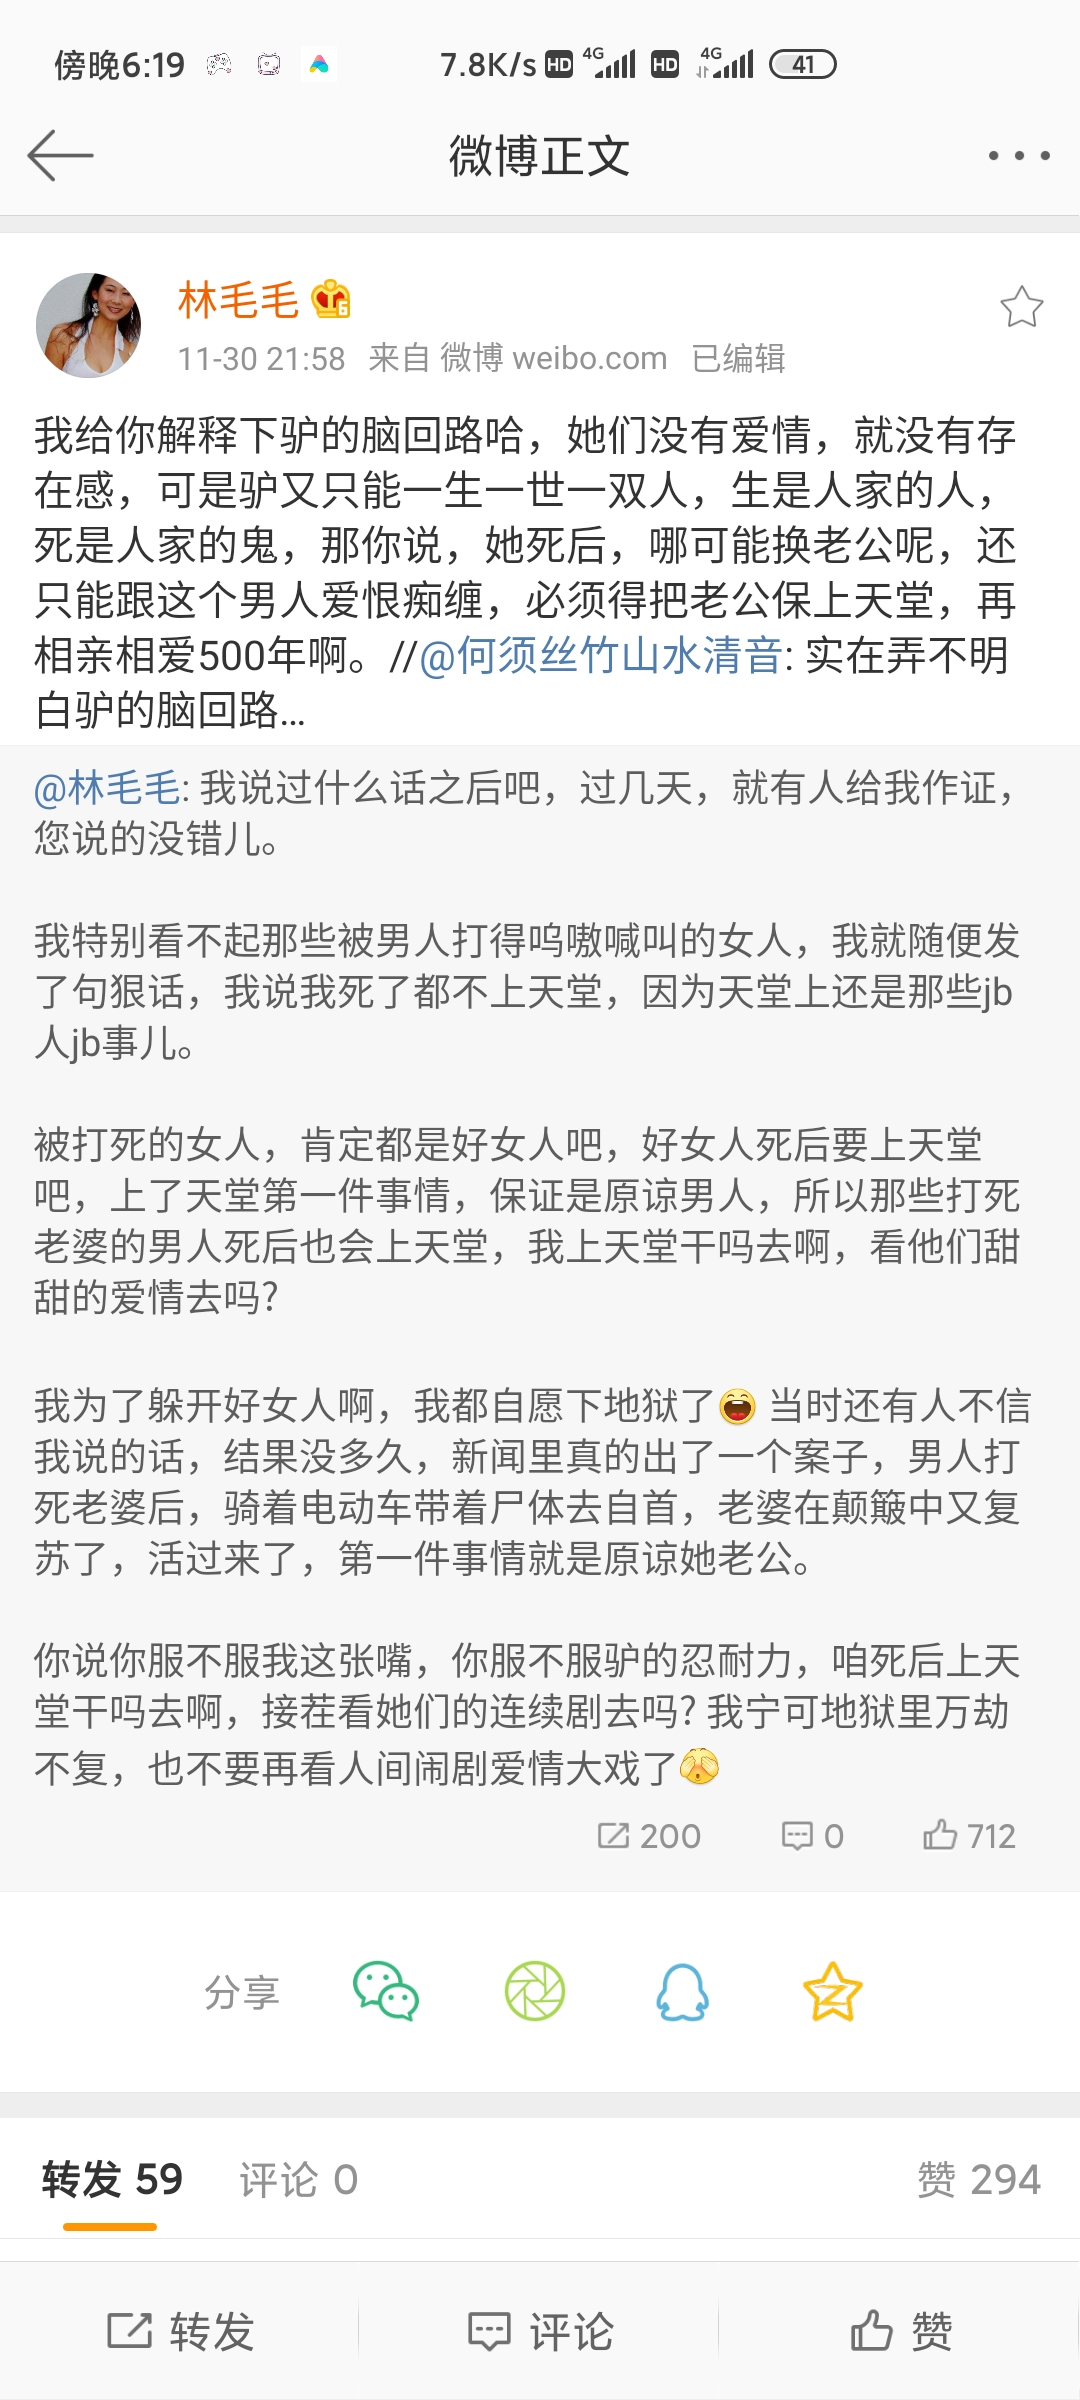 傍晚6:19 7.8K/s HD 4G HD 4G 41
微博正文
林毛毛 6
11-30 21:58 来自 微博 weibo.com 已编辑
我给你解释下驴的脑回路哈，她们没有爱情，就没有存
在感，可是驴又只能一生一世一双人，生是人家的人，
死是人家的鬼，那你说，她死后，哪可能换老公呢，还
只能跟这个男人爱恨痴缠，必须得把老公保上天堂，再
相亲相爱500年啊。//@何须丝竹山水清音: 实在弄不明
白驴的脑回路...
@林毛毛: 我说过什么话之后吧，过几天，就有人给我作证，
您说的没错儿。
我特别看不起那些被男人打得呜嗷喊叫的女人，我就随便发
了句狠话，我说我死了都不上天堂，因为天堂上还是那些jb
人jb事儿。
被打死的女人，肯定都是好女人吧，好女人死后要上天堂
吧，上了天堂第一件事情，保证是原谅男人，所以那些打死
老婆的男人死后也会上天堂，我上天堂干吗去啊，看他们甜
甜的爱情去吗?
我为了躲开好女人啊，我都自愿下地狱了 当时还有人不信
我说的话，结果没多久，新闻里真的出了一个案子，男人打
死老婆后，骑着电动车带着尸体去自首，老婆在颠簸中又复
苏了，活过来了，第一件事情就是原谅她老公。
你说你服不服我这张嘴，你服不服驴的忍耐力，咱死后上天
堂干吗去啊，接茬看她们的连续剧去吗? 我宁可地狱里万劫
不复，也不要再看人间闹剧爱情大戏了
200 0 712
分享
转发 59 评论 0 赞 294
转发 评论 赞